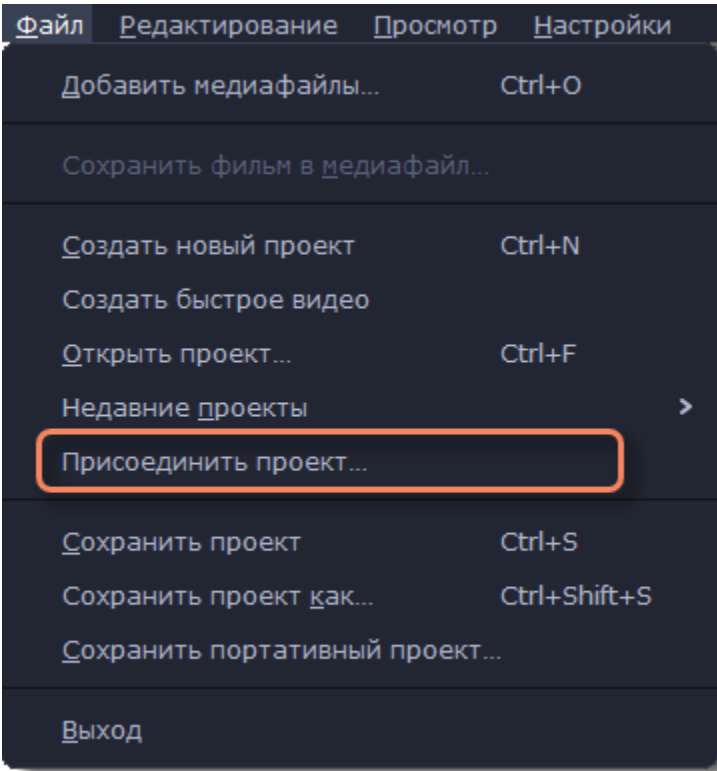 Файл Редактирование Просмотр Настройки
Добавить медиафайлы... Ctrl+O
Сохранить фильм в медиафайл...
Создать новый проект Ctrl+N
Создать быстрое видео
Открыть проект... Ctrl+F
Недавние проекты >
Присоединить проект...
Сохранить проект Ctrl+S
Сохранить проект как... Ctrl+Shift+S
Сохранить портативный проект...
Выход